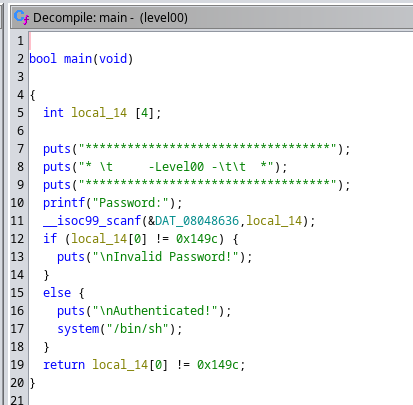 Decompile: main - (level00)
1
2 bool main(void)
3
4 {
5 int local_14 [4];
6
7 puts("***********************************");
8 puts("* \t     -Level00 -\t\t  *");
9 puts("***********************************");
10 printf("Password:");
11 __isoc99_scanf(&DAT_08048636,local_14);
12 if (local_14[0] != 0x149c) {
13 puts("\nInvalid Password!");
14 }
15 else {
16 puts("\nAuthenticated!");
17 system("/bin/sh");
18 }
19 return local_14[0] != 0x149c;
20 }
21